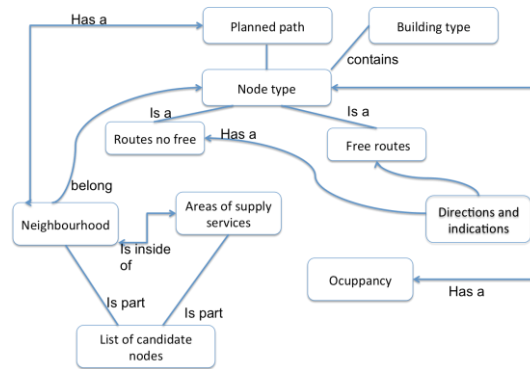 Has a
Planned path
Building type
contains
Node type
Is a
Is a
Routes no free
Has a
Free routes
belong
Neighbourhood
Areas of supply
services
Directions and
indications
Is inside
of
Ocuppancy
Has a
Is part
Is part
List of candidate
nodes